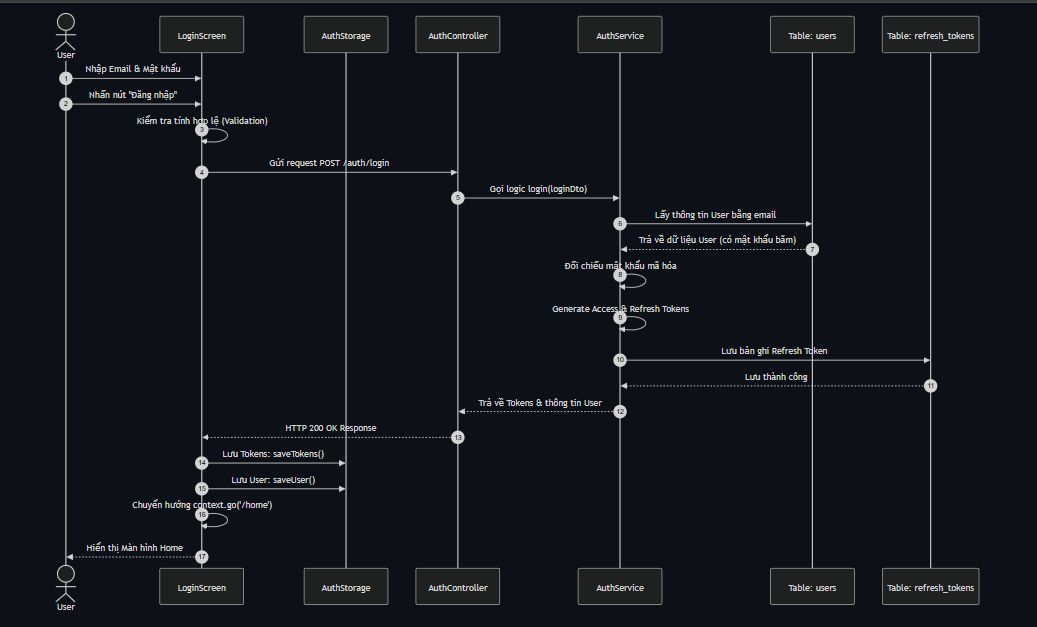 LoginScreen
AuthStorage
AuthController
AuthService
Table: users
Table: refresh_tokens
User
1
Nhập Email & Mật khẩu
2
Nhấn nút "Đăng nhập"
Kiểm tra tính hợp lệ (Validation)
3
4
Gửi request POST /auth/login
5
Gọi logic login(loginDto)
6
Lấy thông tin User bằng email
Trả về dữ liệu User (có mật khẩu băm)
7
Đối chiếu mật khẩu mã hóa
8
Generate Access & Refresh Tokens
9
10
Lưu bản ghi Refresh Token
Lưu thành công
11
Trả về Tokens & thông tin User
12
HTTP 200 OK Response
13
14
Lưu Tokens: saveTokens()
15
Lưu User: saveUser()
Chuyển hướng context.go('/home')
16
Hiển thị Màn hình Home
17
LoginScreen
AuthStorage
AuthController
AuthService
Table: users
Table: refresh_tokens
User